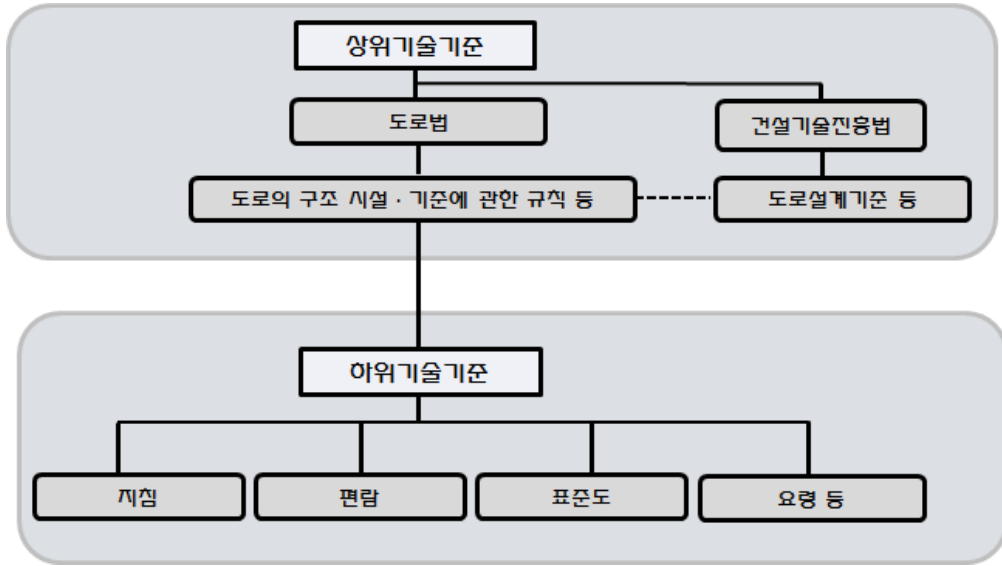 상위기술기준
도로법
건설기술진흥법
도로의 구조 시설 · 기준에 관한 규칙 등
도로설계기준 등
하위기술기준
지침
편람
표준도
요령 등